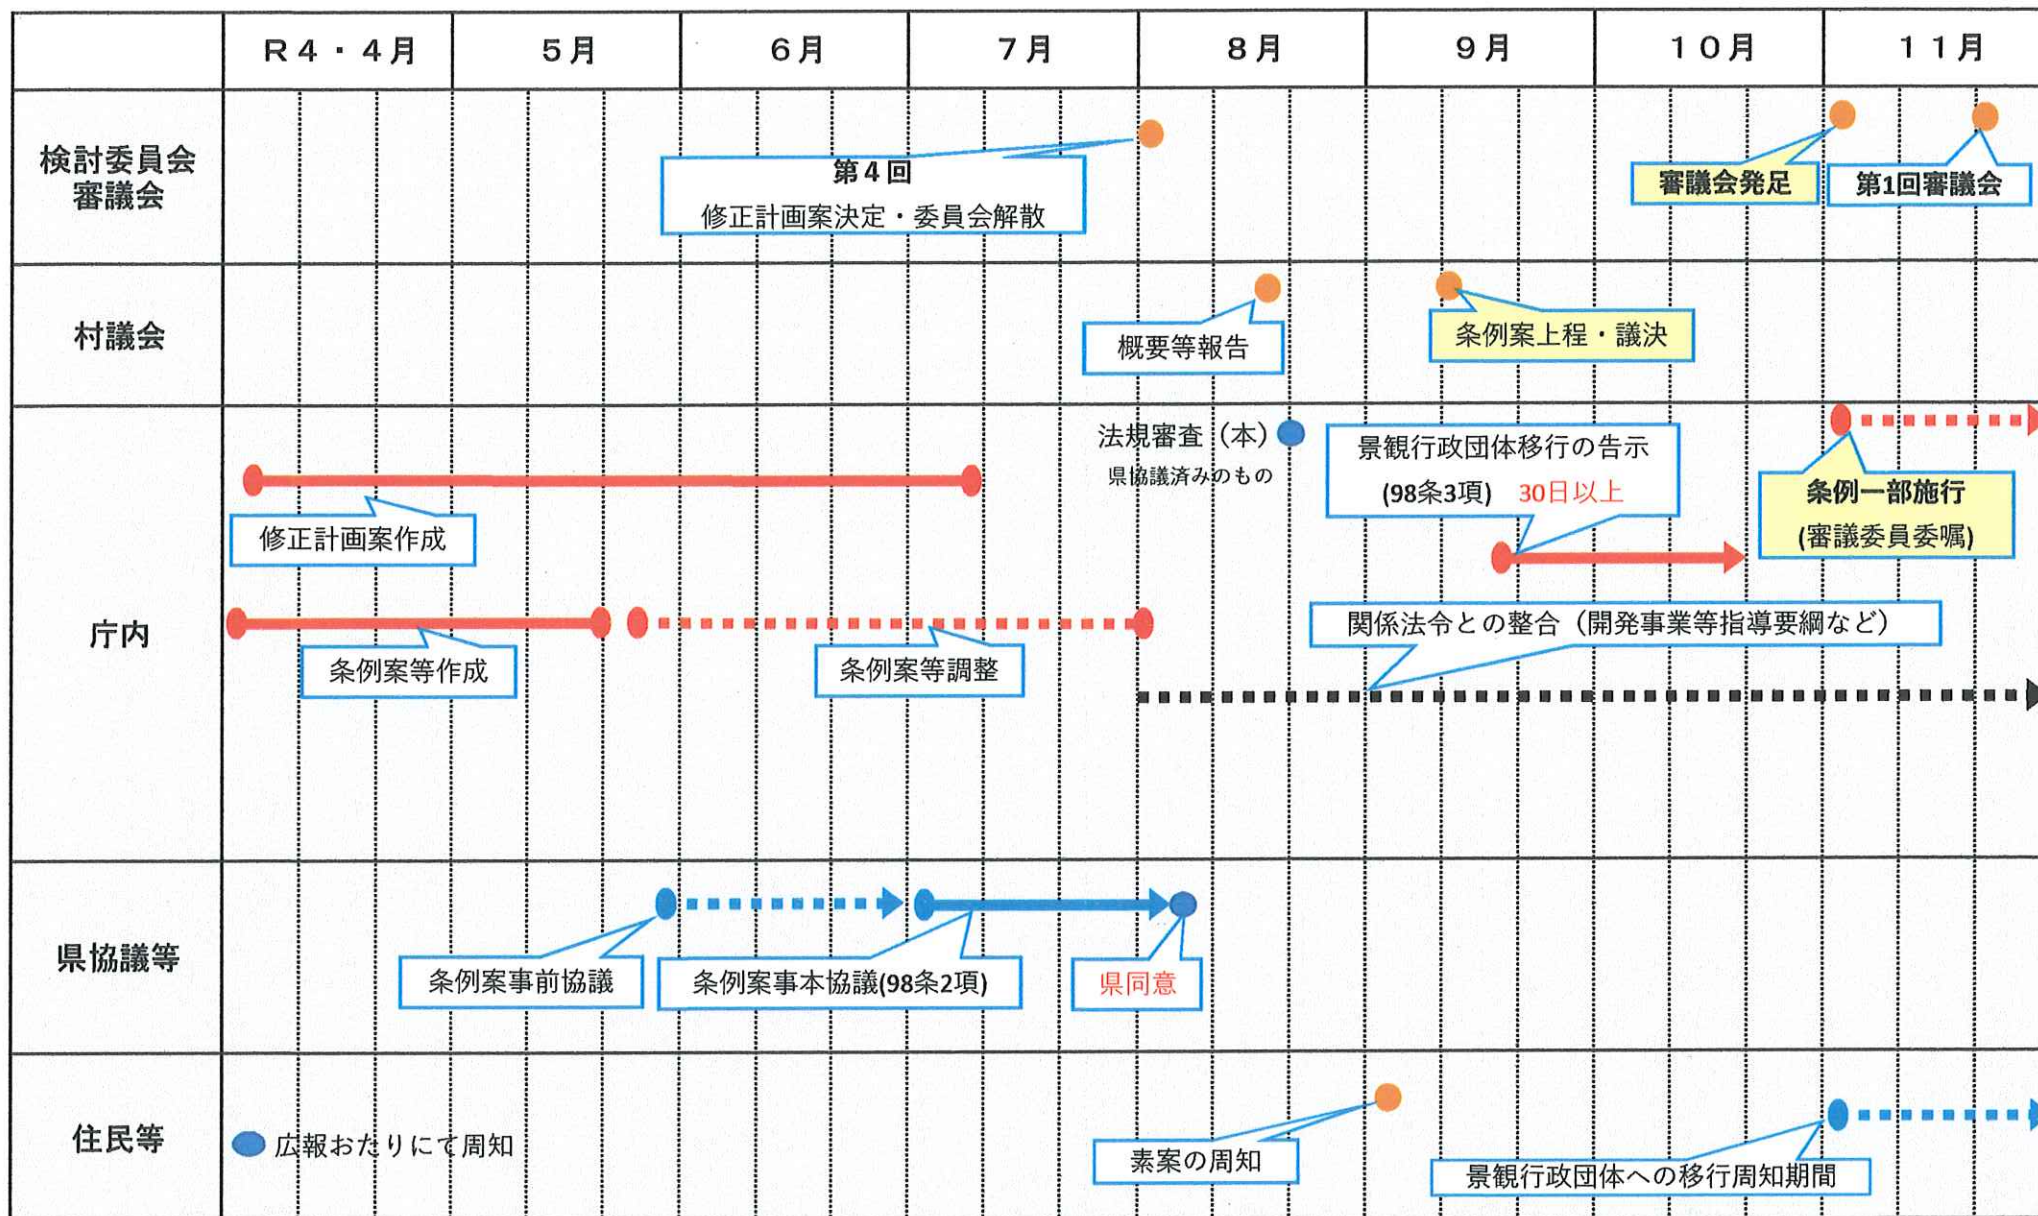 R4・4月
5月
6月
7月
8月
9月
10月
11月
検討委員会
審議会
第4回
修正計画案決定・委員会解散
審議会発足
第1回審議会
村議会
概要等報告
条例案上程・議決
庁内
法規審査（本）
県協議済みのもの
景観行政団体移行の告示
(98条3項) 30日以上
条例一部施行
(審議委員委嘱)
修正計画案作成
条例案等作成
条例案等調整
関係法令との整合（開発事業等指導要綱など）
県協議等
条例案事前協議
条例案事本協議(98条2項)
県同意
住民等
広報おたりにて周知
素案の周知
景観行政団体への移行周知期間